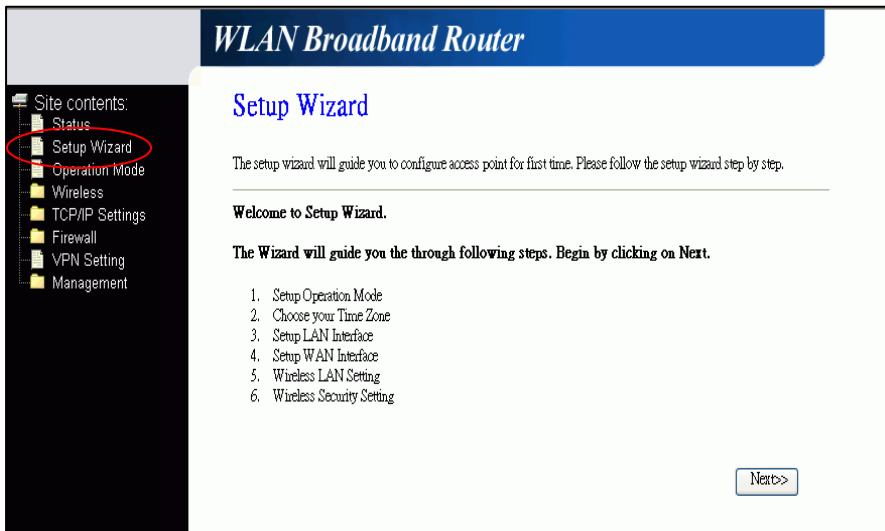 WLAN Broadband Router
Site contents:
Status
Setup Wizard
Operation Mode
Wireless
TCP/IP Settings
Firewall
VPN Setting
Management
Setup Wizard
The setup wizard will guide you to configure access point for first time. Please follow the setup wizard step by step.
Welcome to Setup Wizard.
The Wizard will guide you the through following steps. Begin by clicking on Next.
1. Setup Operation Mode
2. Choose your Time Zone
3. Setup LAN Interface
4. Setup WAN Interface
5. Wireless LAN Setting
6. Wireless Security Setting
Next>>